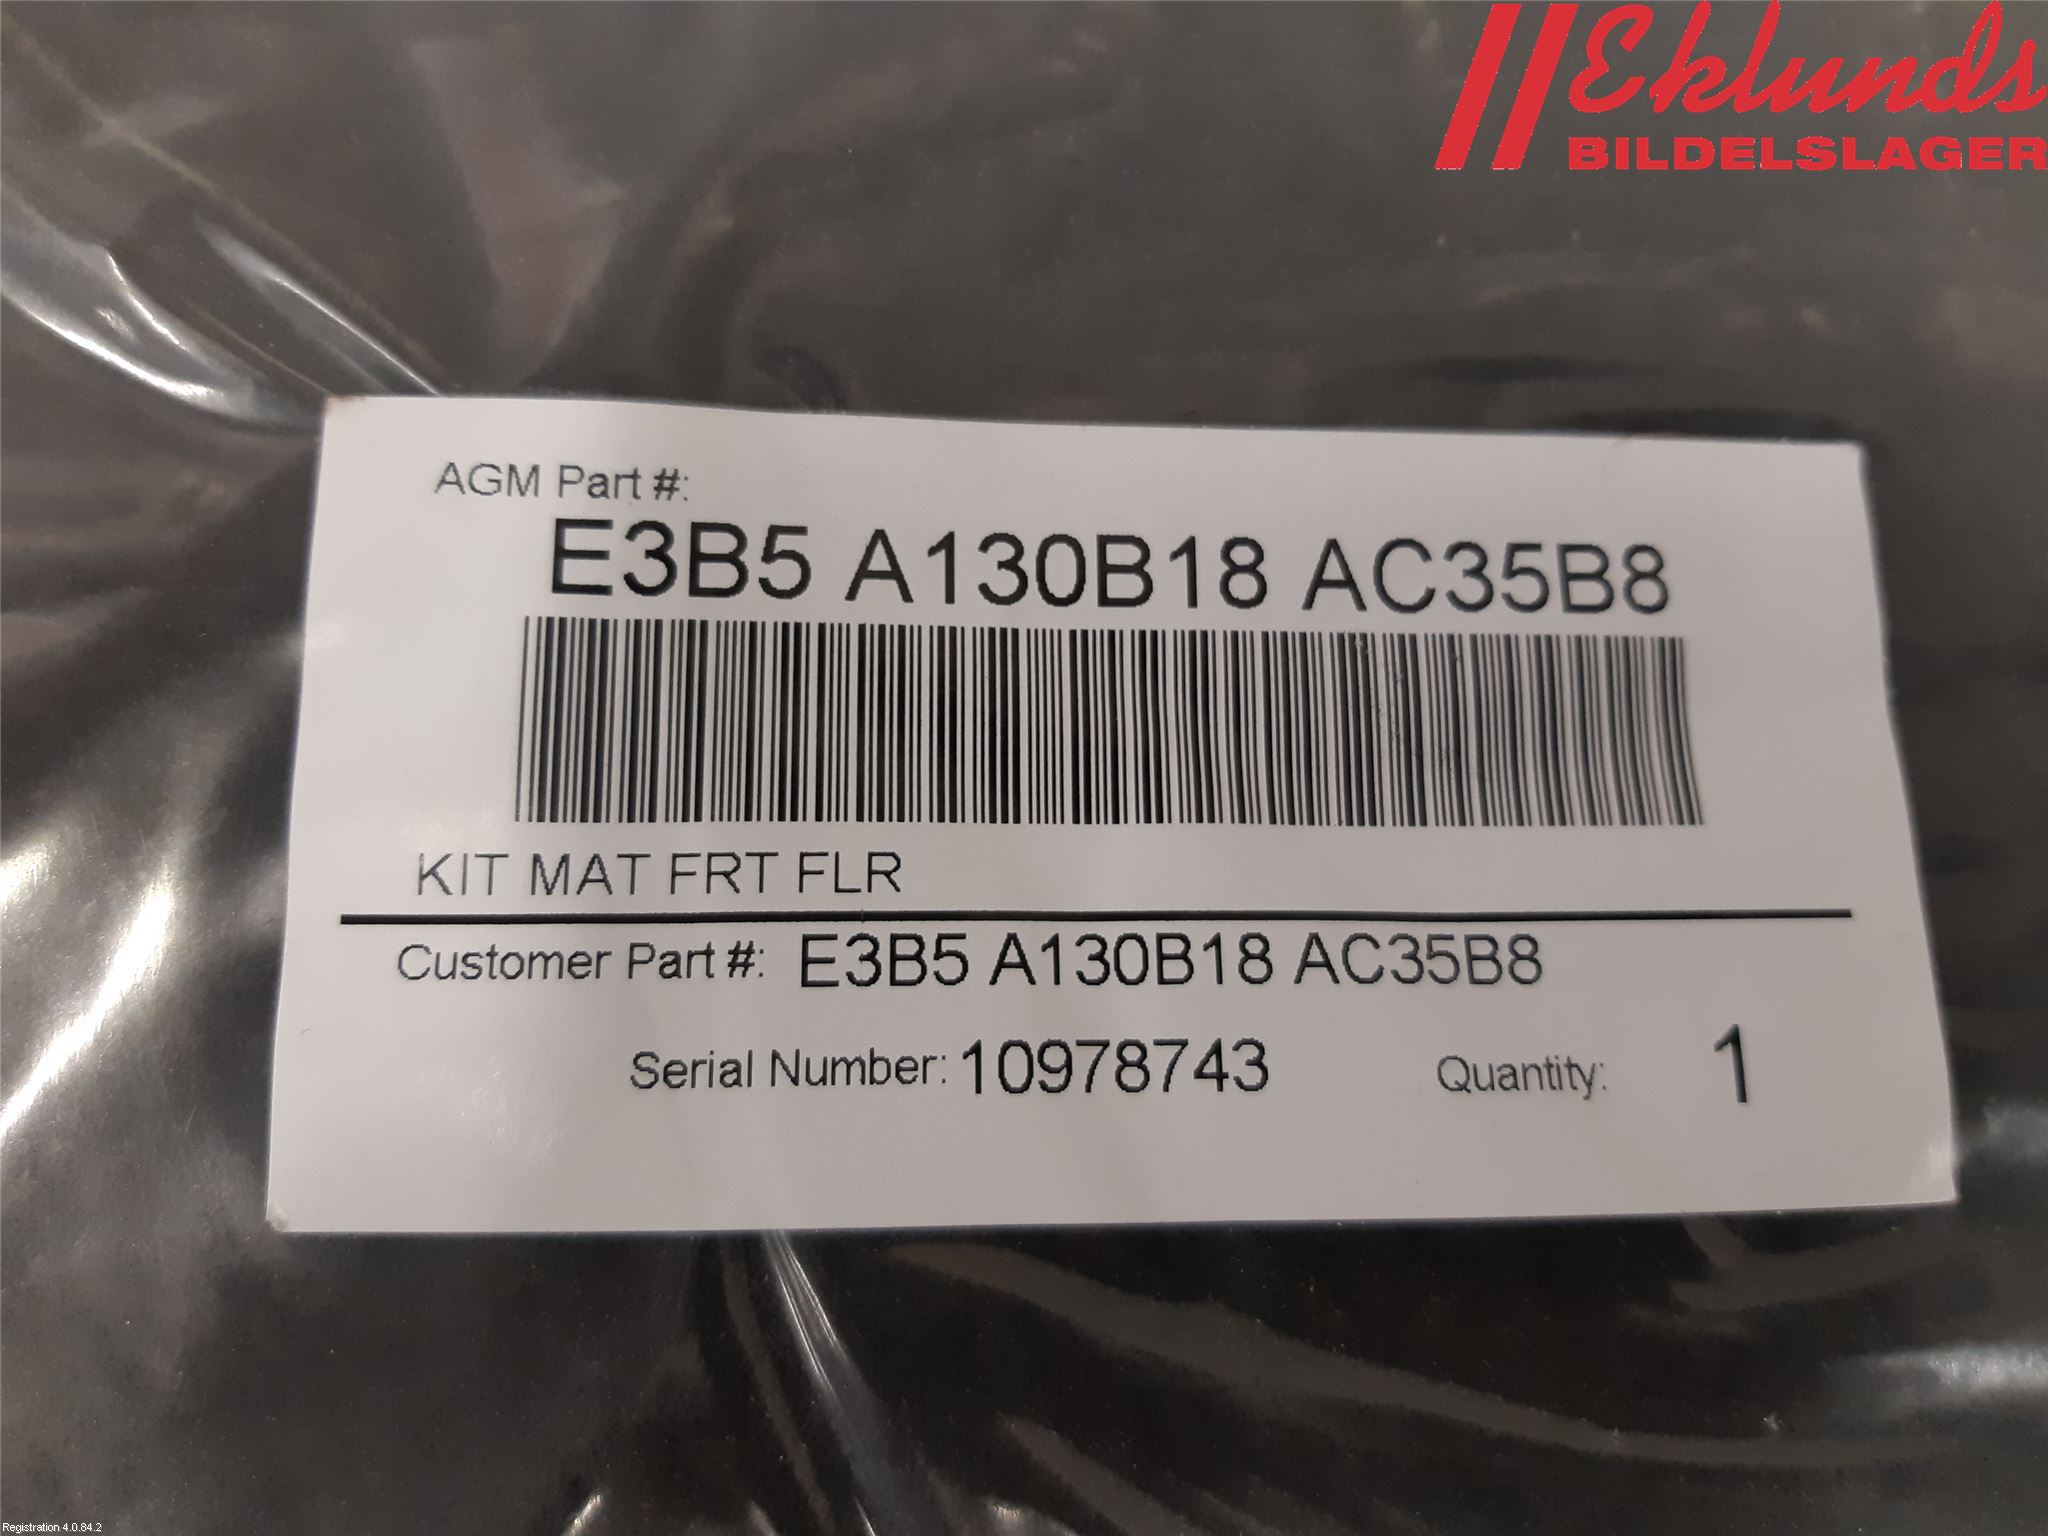 Eklunds
BILDELSLAGER
AGM Part #:
E3B5 A130B18 AC35B8
KIT MAT FRT FLR
Customer Part #: E3B5 A130B18 AC35B8
Serial Number: 10978743 Quantity: 1
Registration 4.0.84.2